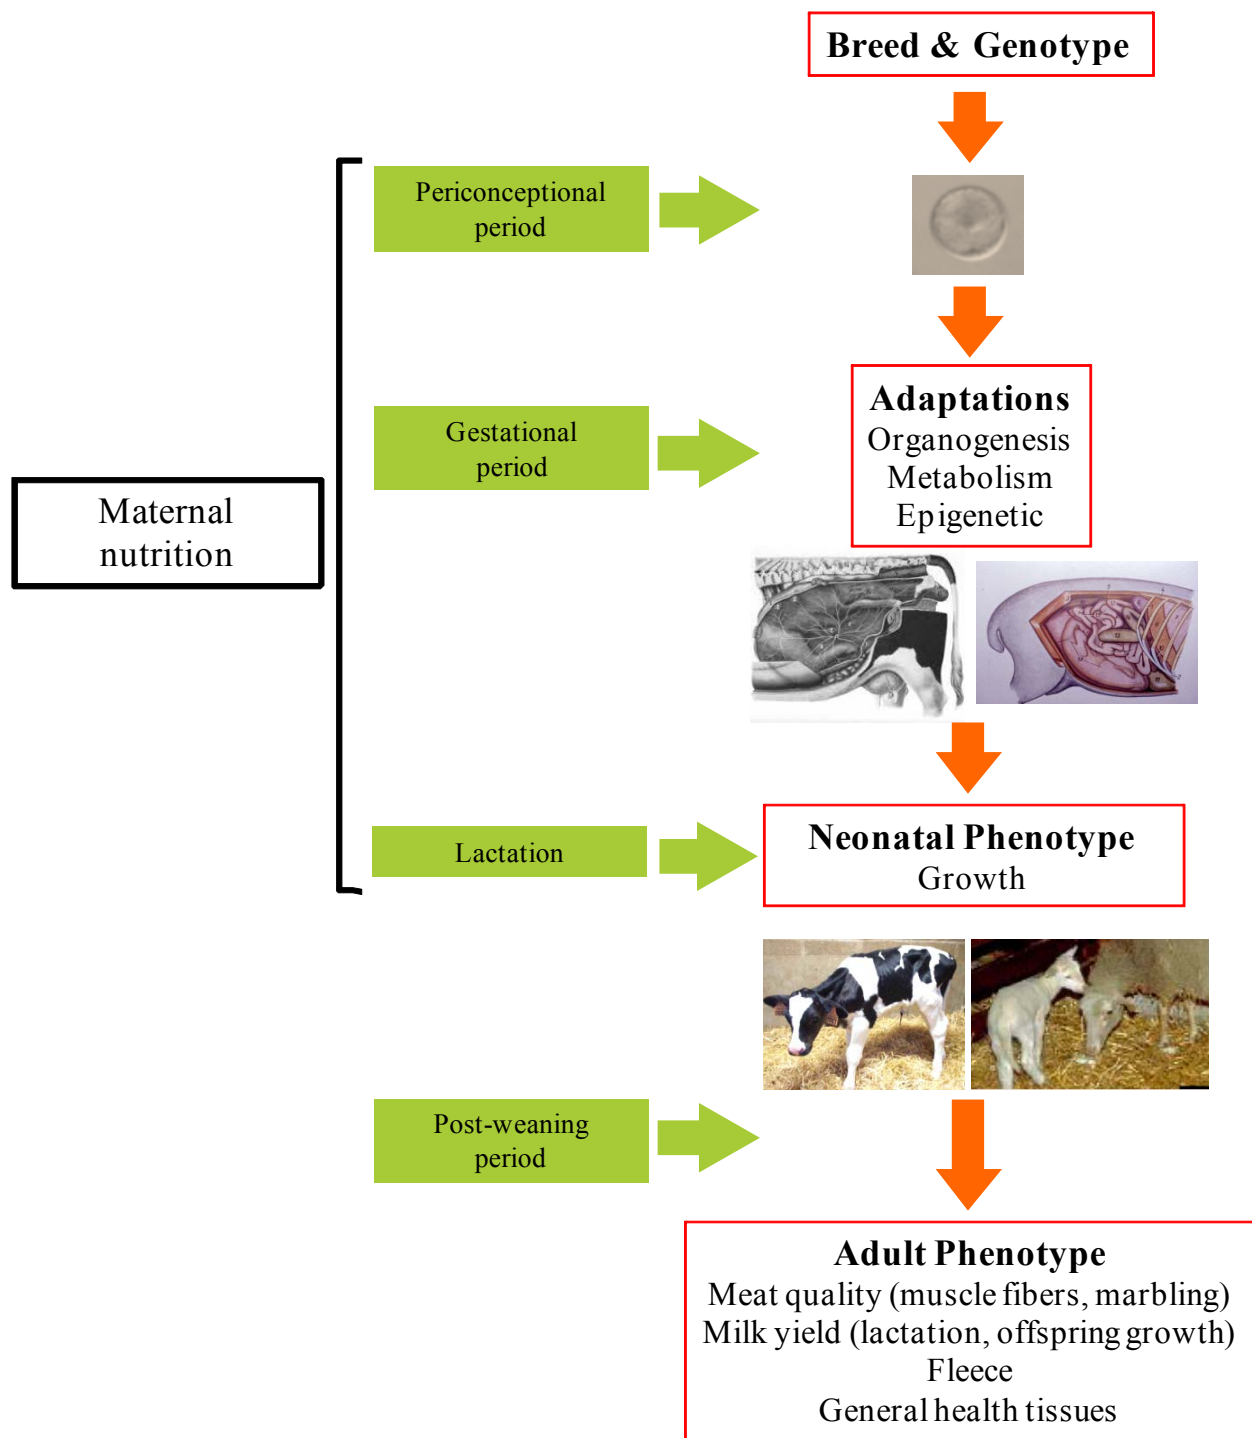 Breed & Genotype
Periconceptional
period
Gestational
period
Adaptations
Organogenesis
Metabolism
Epigenetic
Maternal
nutrition
Lactation
Neonatal Phenotype
Growth
Post-weaning
period
Adult Phenotype
Meat quality (muscle fibers, marbling)
Milk yield (lactation, offspring growth)
Fleece
General health tissues